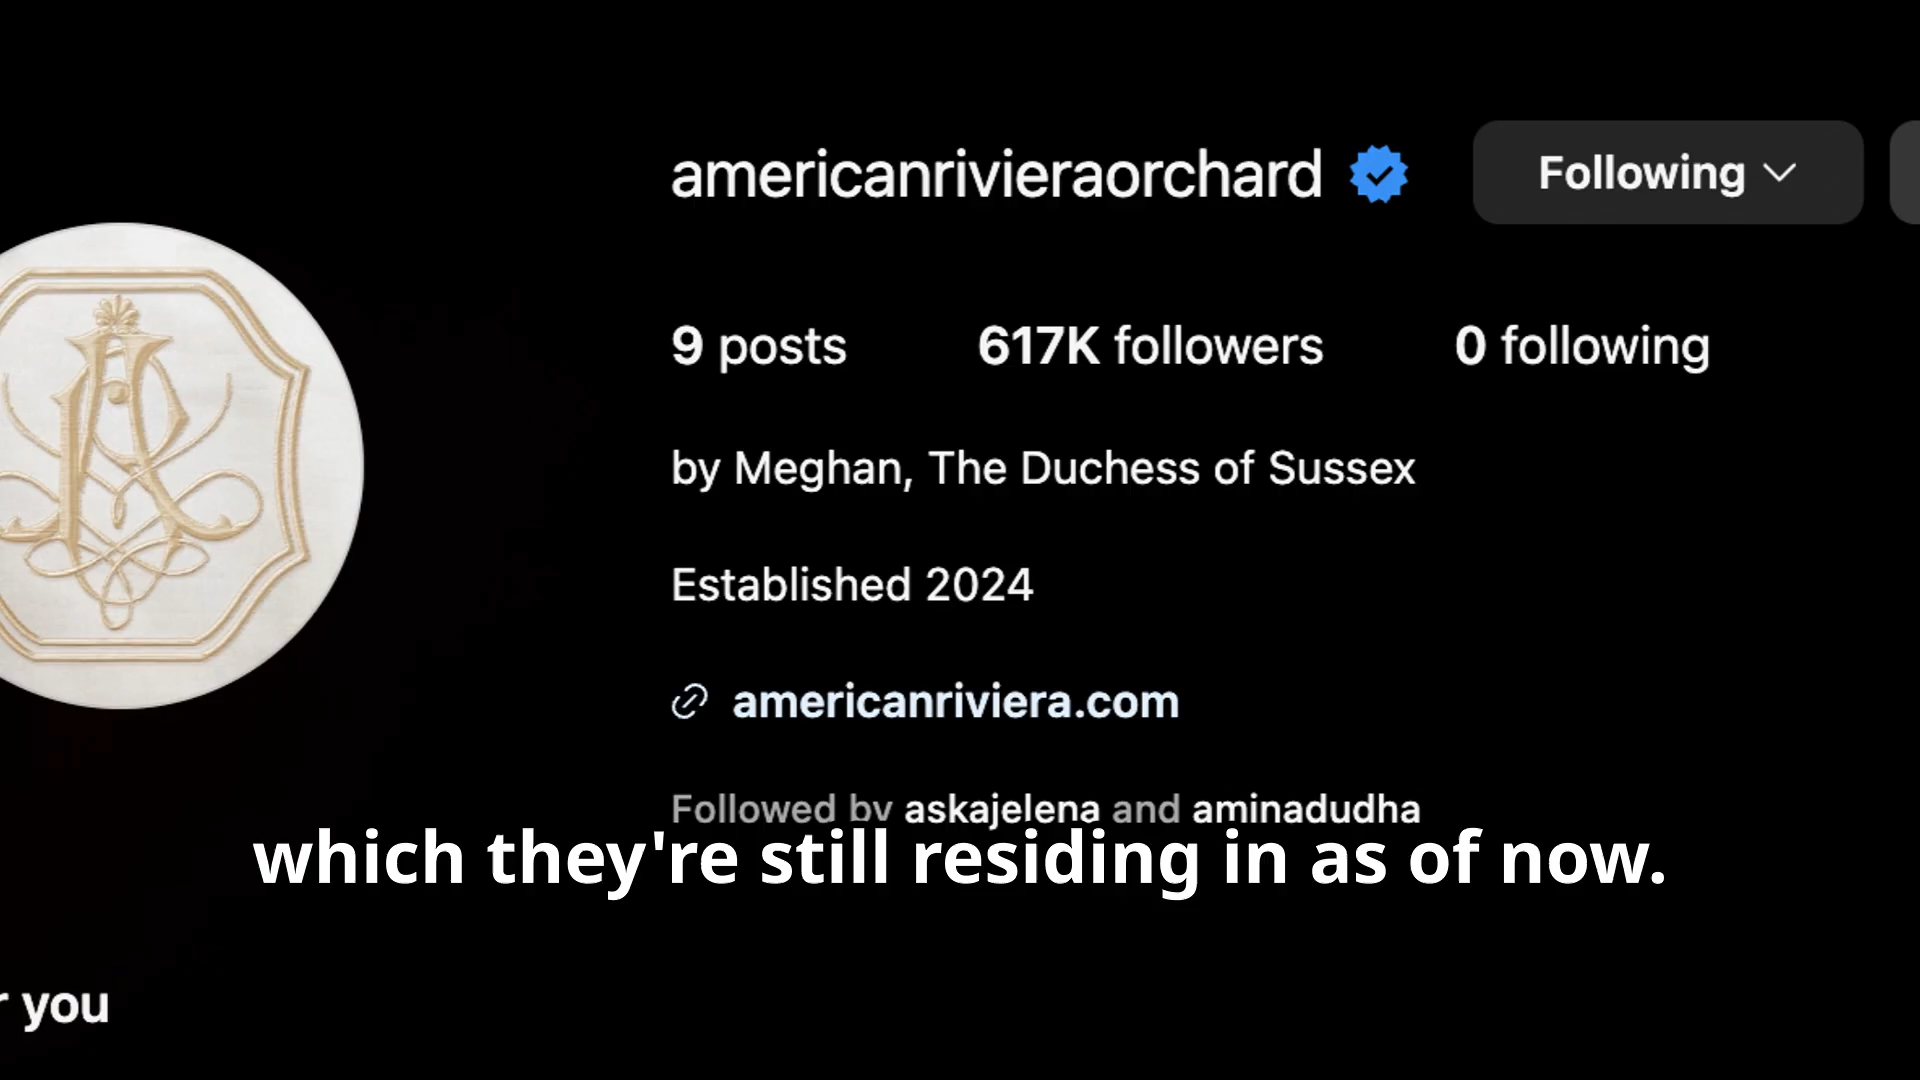 americanrivieraorchard
Following
9 posts 617K followers 0 following
by Meghan, The Duchess of Sussex
Established 2024
americanriviera.com
Followed by askajelena and aminadudha
which they're still residing in as of now.
r you